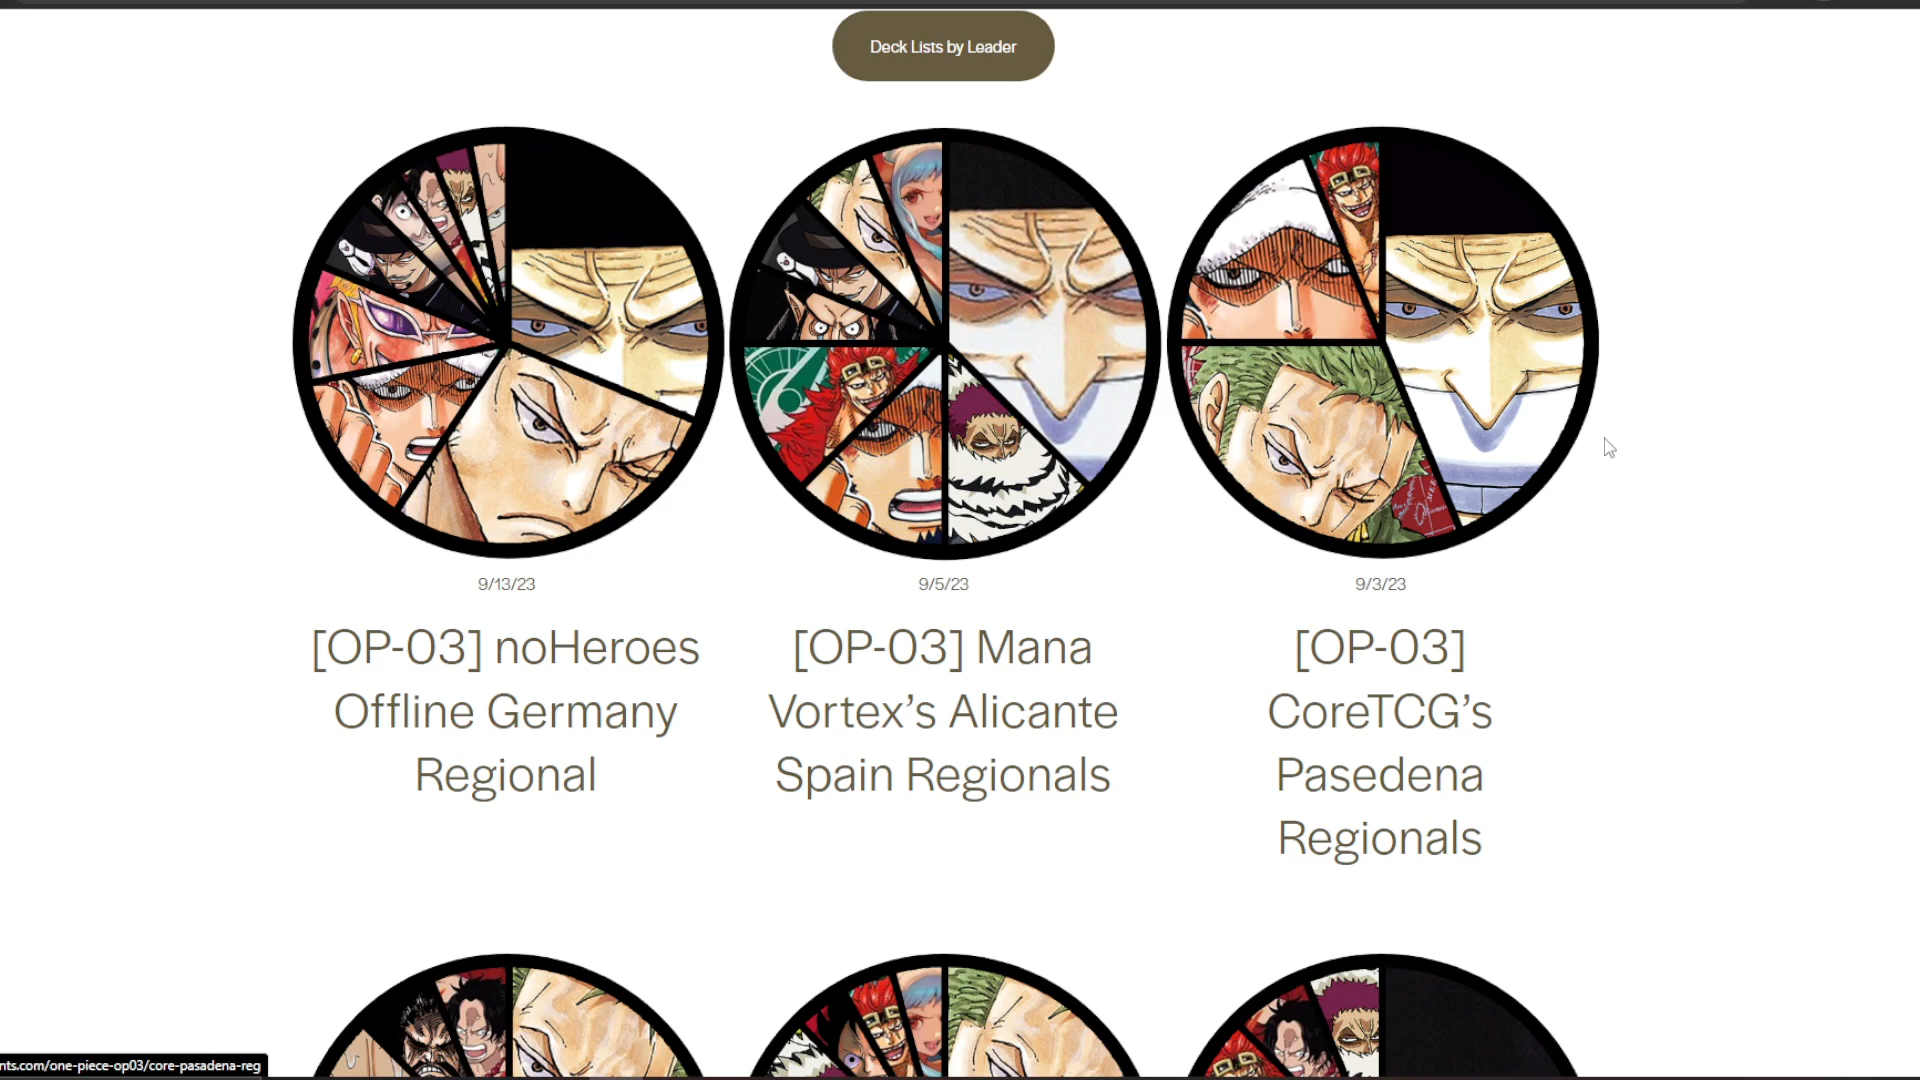 Deck Lists by Leader
9/13/23
[OP-03] noHeroes
Offline Germany
Regional
9/5/23
[OP-03] Mana
Vortex’s Alicante
Spain Regionals
9/3/23
[OP-03]
CoreTCG’s
Pasedena
Regionals
nts.com/one-piece-op03/core-pasadena-reg